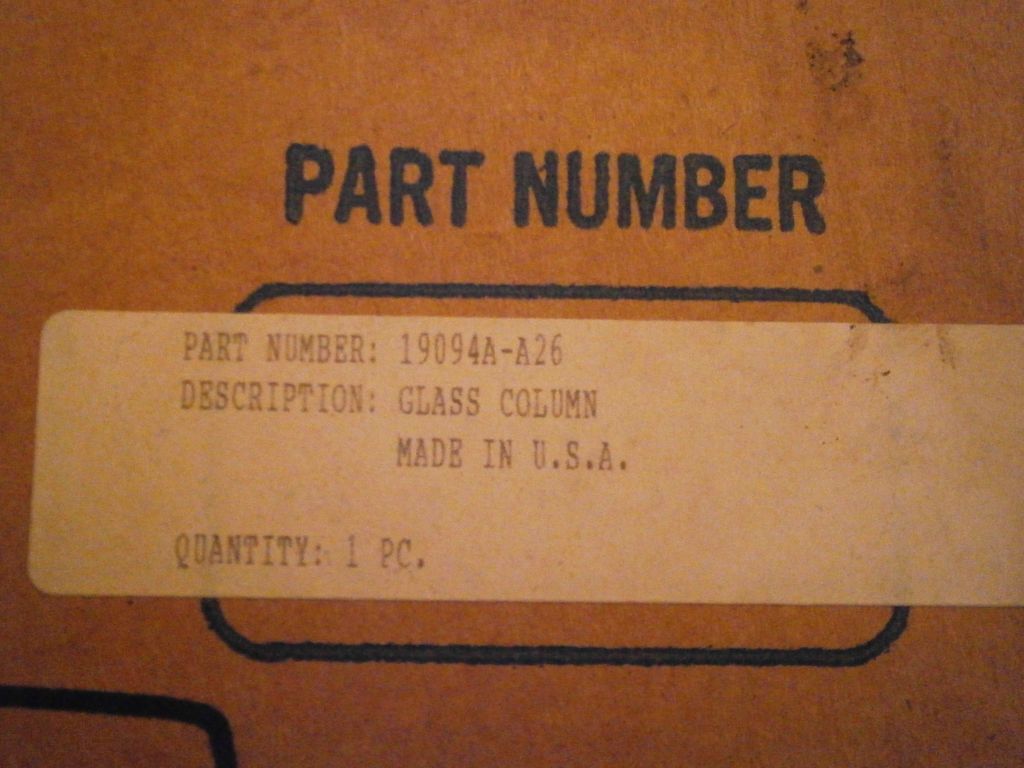 PART NUMBER
PART NUMBER: 19094A-A26
DESCRIPTION: GLASS COLUMN
MADE IN U.S.A.
QUANTITY: 1 PC.